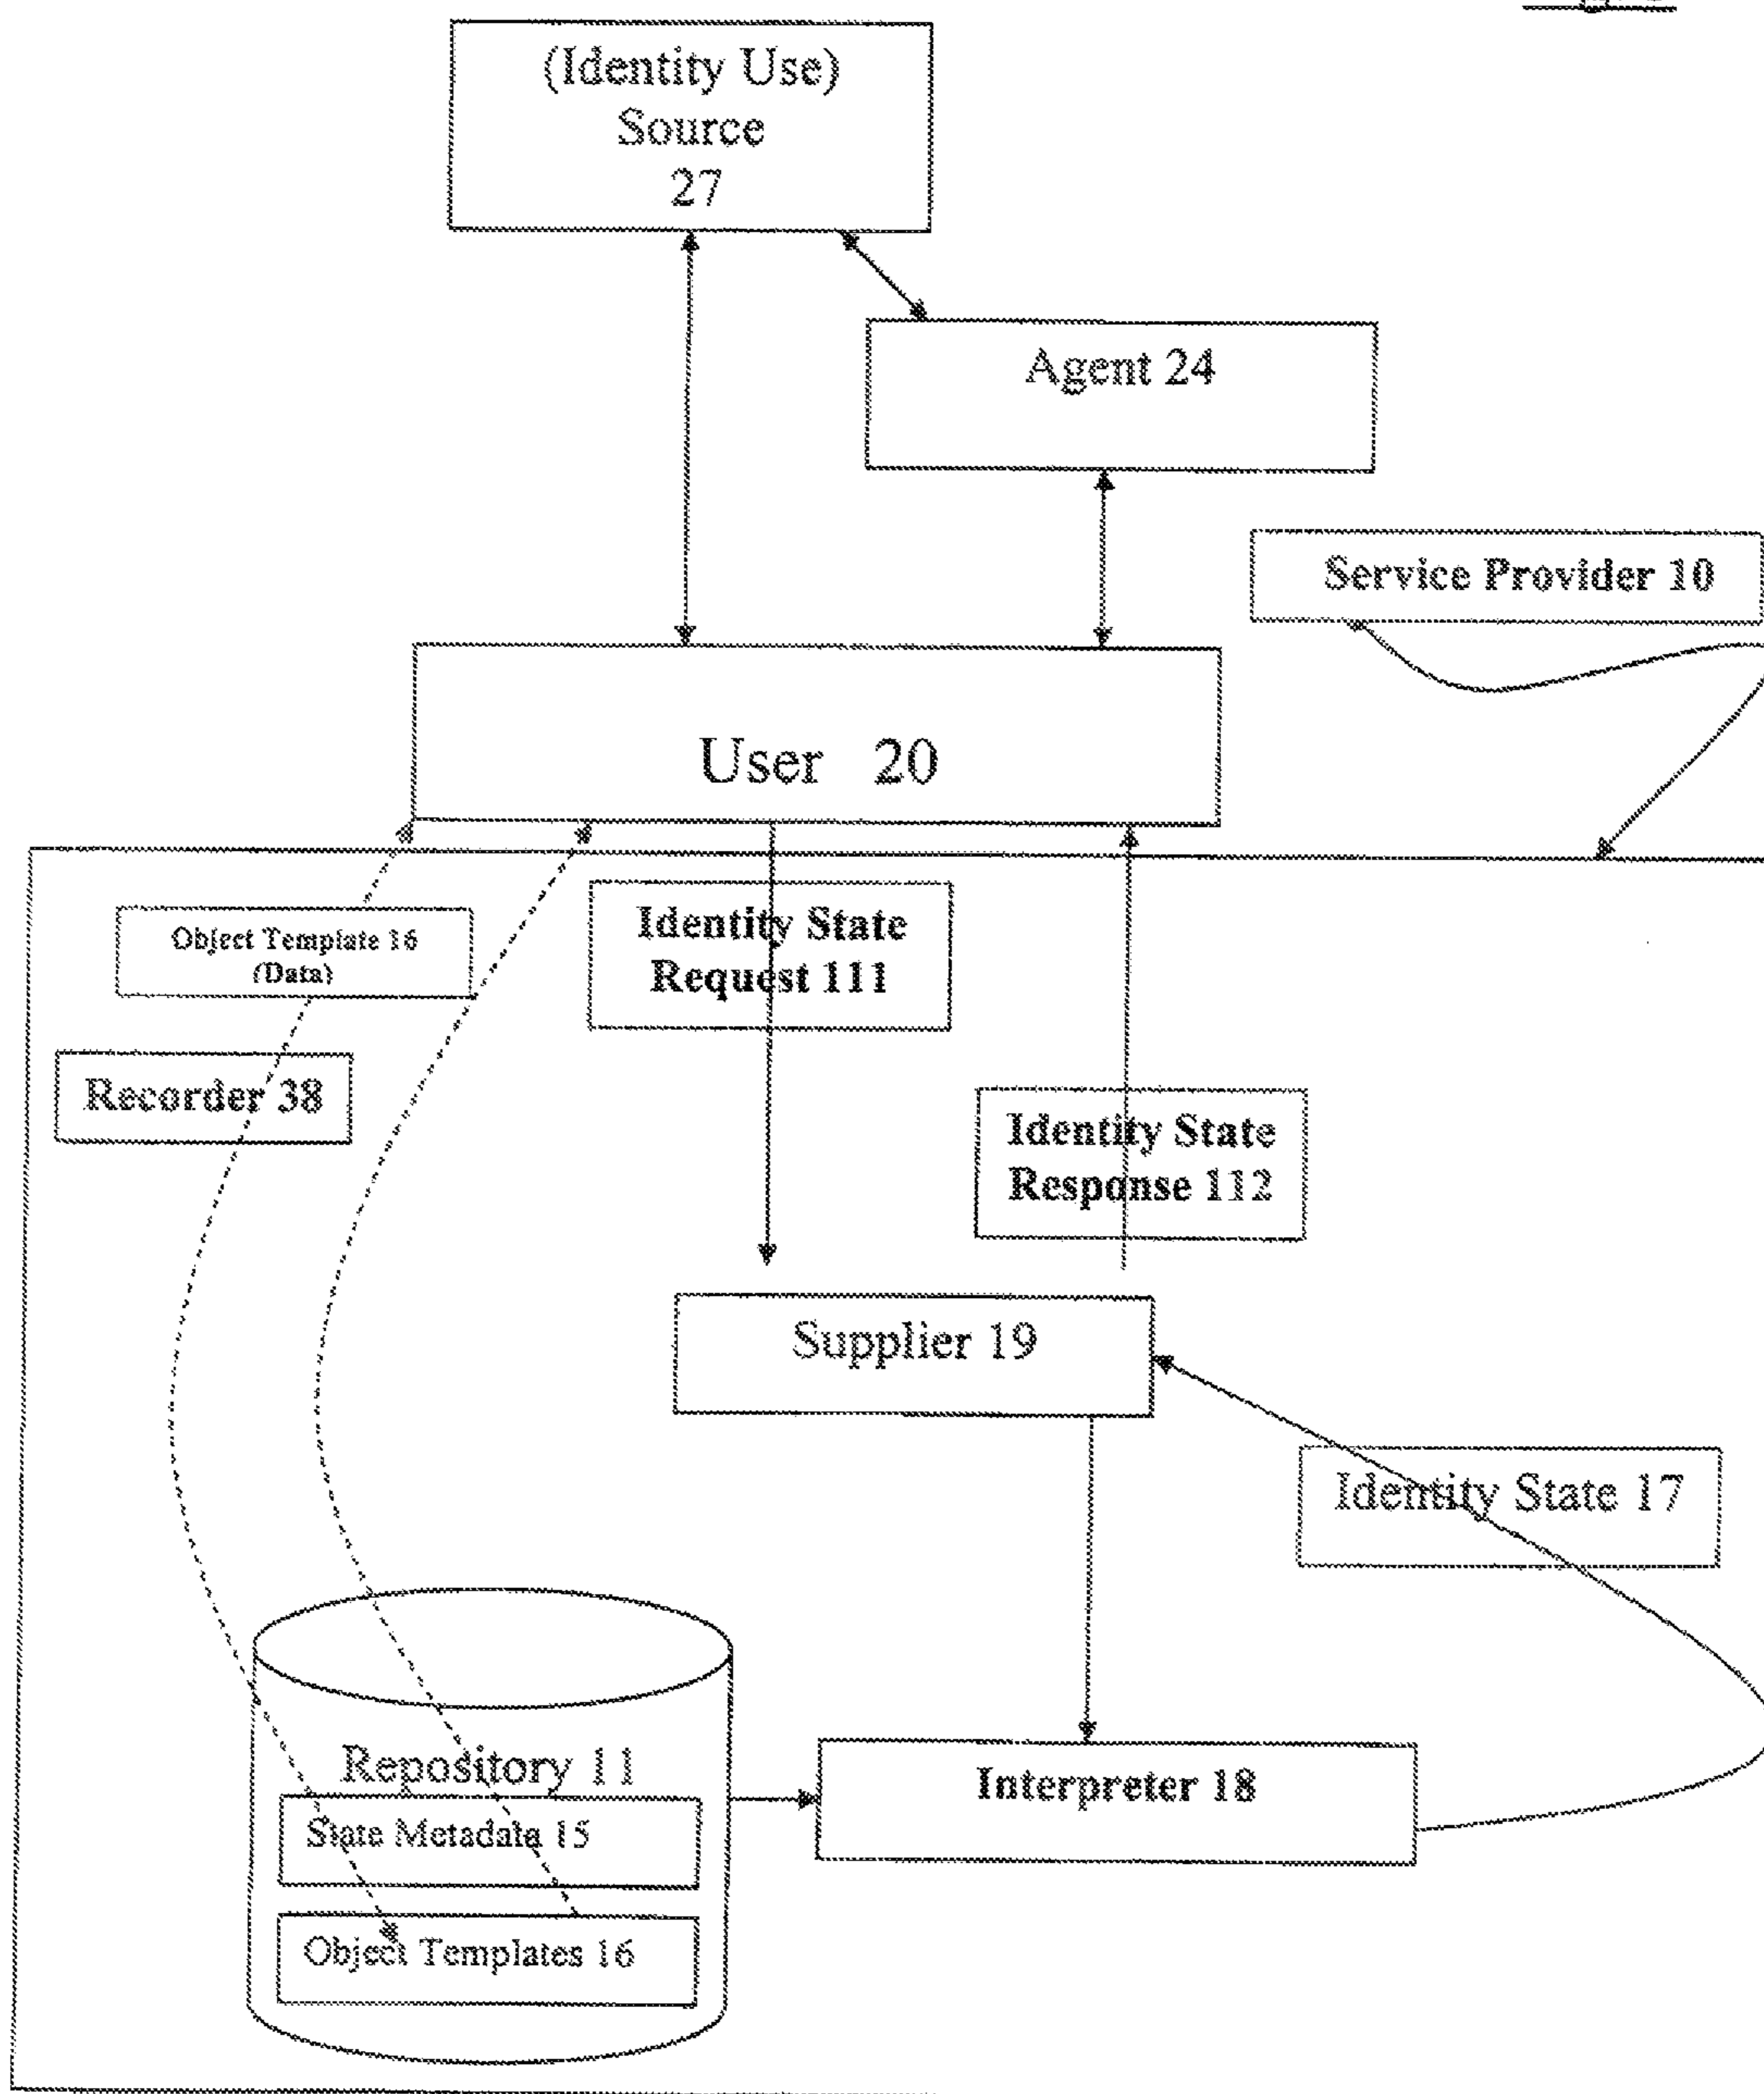 (Identity Use)
Source
27
Agent 24
Service Provider 10
User 20
Object Template 16
(Data)
Identity State
Request 111
Recorder 38
Identity State
Response 112
Supplier 19
Identity State 17
Repository 11
State Metadata 15
Object Templates 16
Interpreter 18